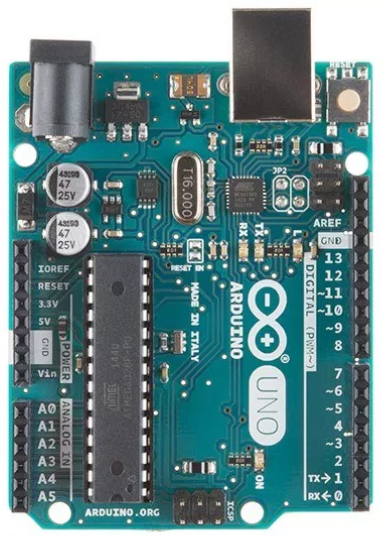 RESET
T16.000
JP2
43S93
47
25V
43S93
47
25V
AREF
GND
RX
TX
RESET EN
IOREF
RESET
3.3V
5V
GND
Vin
POWER
13
12
~11
~10
~9
8
7
~6
~5
4
~3
2
TX→1
RX←0
DIGITAL (PWM~)
MADE IN ITALY
ARDUINO
UNO
A0
A1
A2
A3
A4
A5
ANALOG IN
ON
ICSP
ARDUINO.ORG